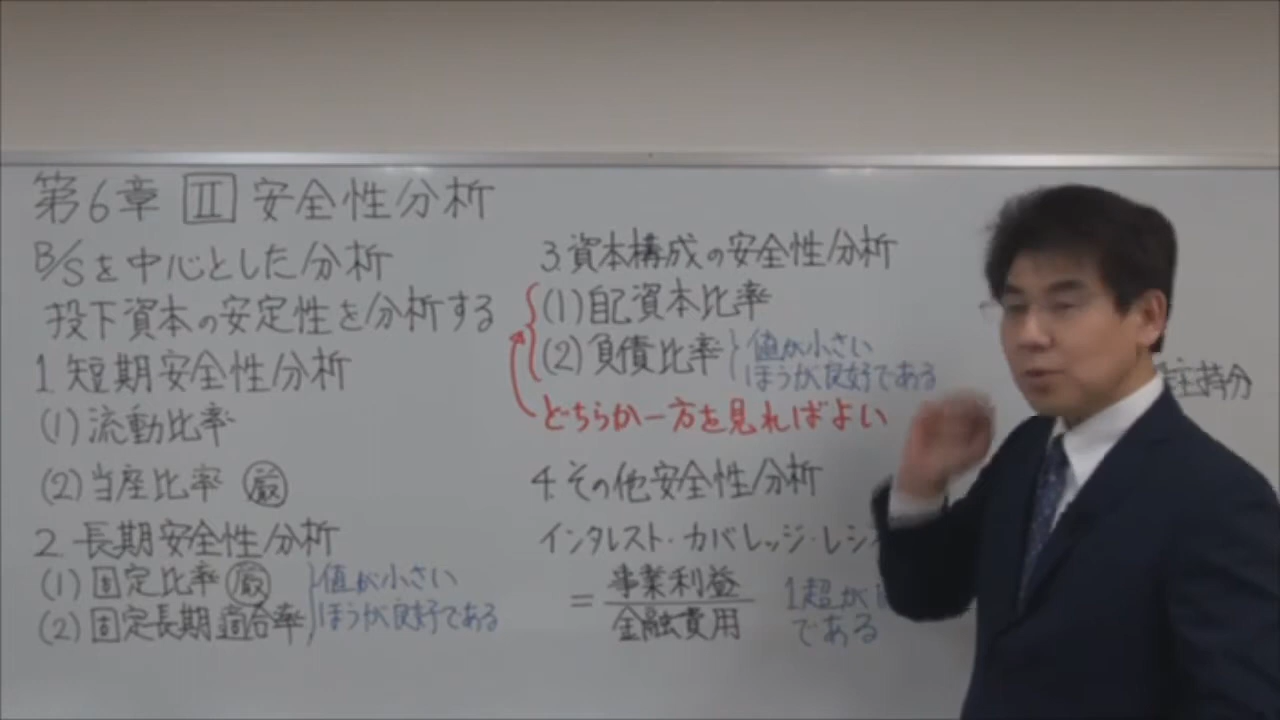 第6章 Ⅱ 安全性分析
B/Sを中心とした分析
投下資本の安定性を分析する
1.短期安全性分析
(1)流動比率
(2)当座比率 厳
2.長期安全性分析
(1)固定比率 厳
(2)固定長期適合率
値が小さい
ほうが良好である
3.資本構成の安全性分析
(1)自己資本比率
(2)負債比率
値が小さい
ほうが良好である
どちらか一方を見ればよい
4.その他安全性分析
インタレスト・カバレッジ・レシ
=事業利益
金融費用
1超が
である
主持分